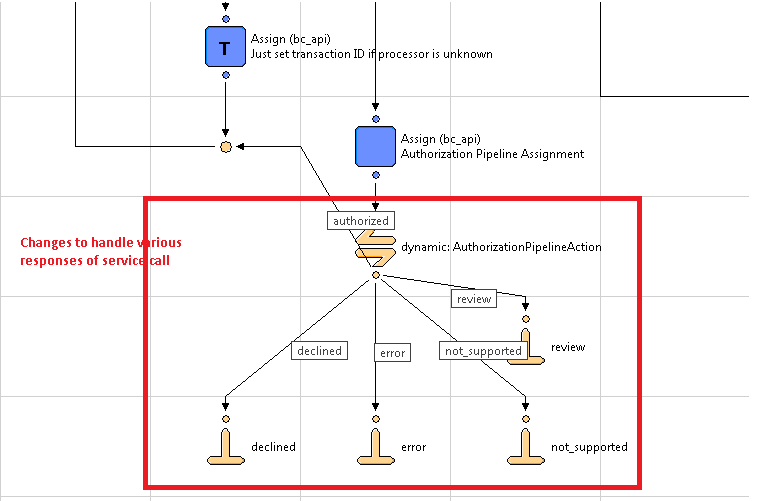 T
Assign (bc_api)
Just set transaction ID if processor is unknown
Assign (bc_api)
Authorization Pipeline Assignment
authorized
Changes to handle various
responses of service call
dynamic: AuthorizationPipelineAction
review
declined
error
not_supported
review
declined
error
not_supported